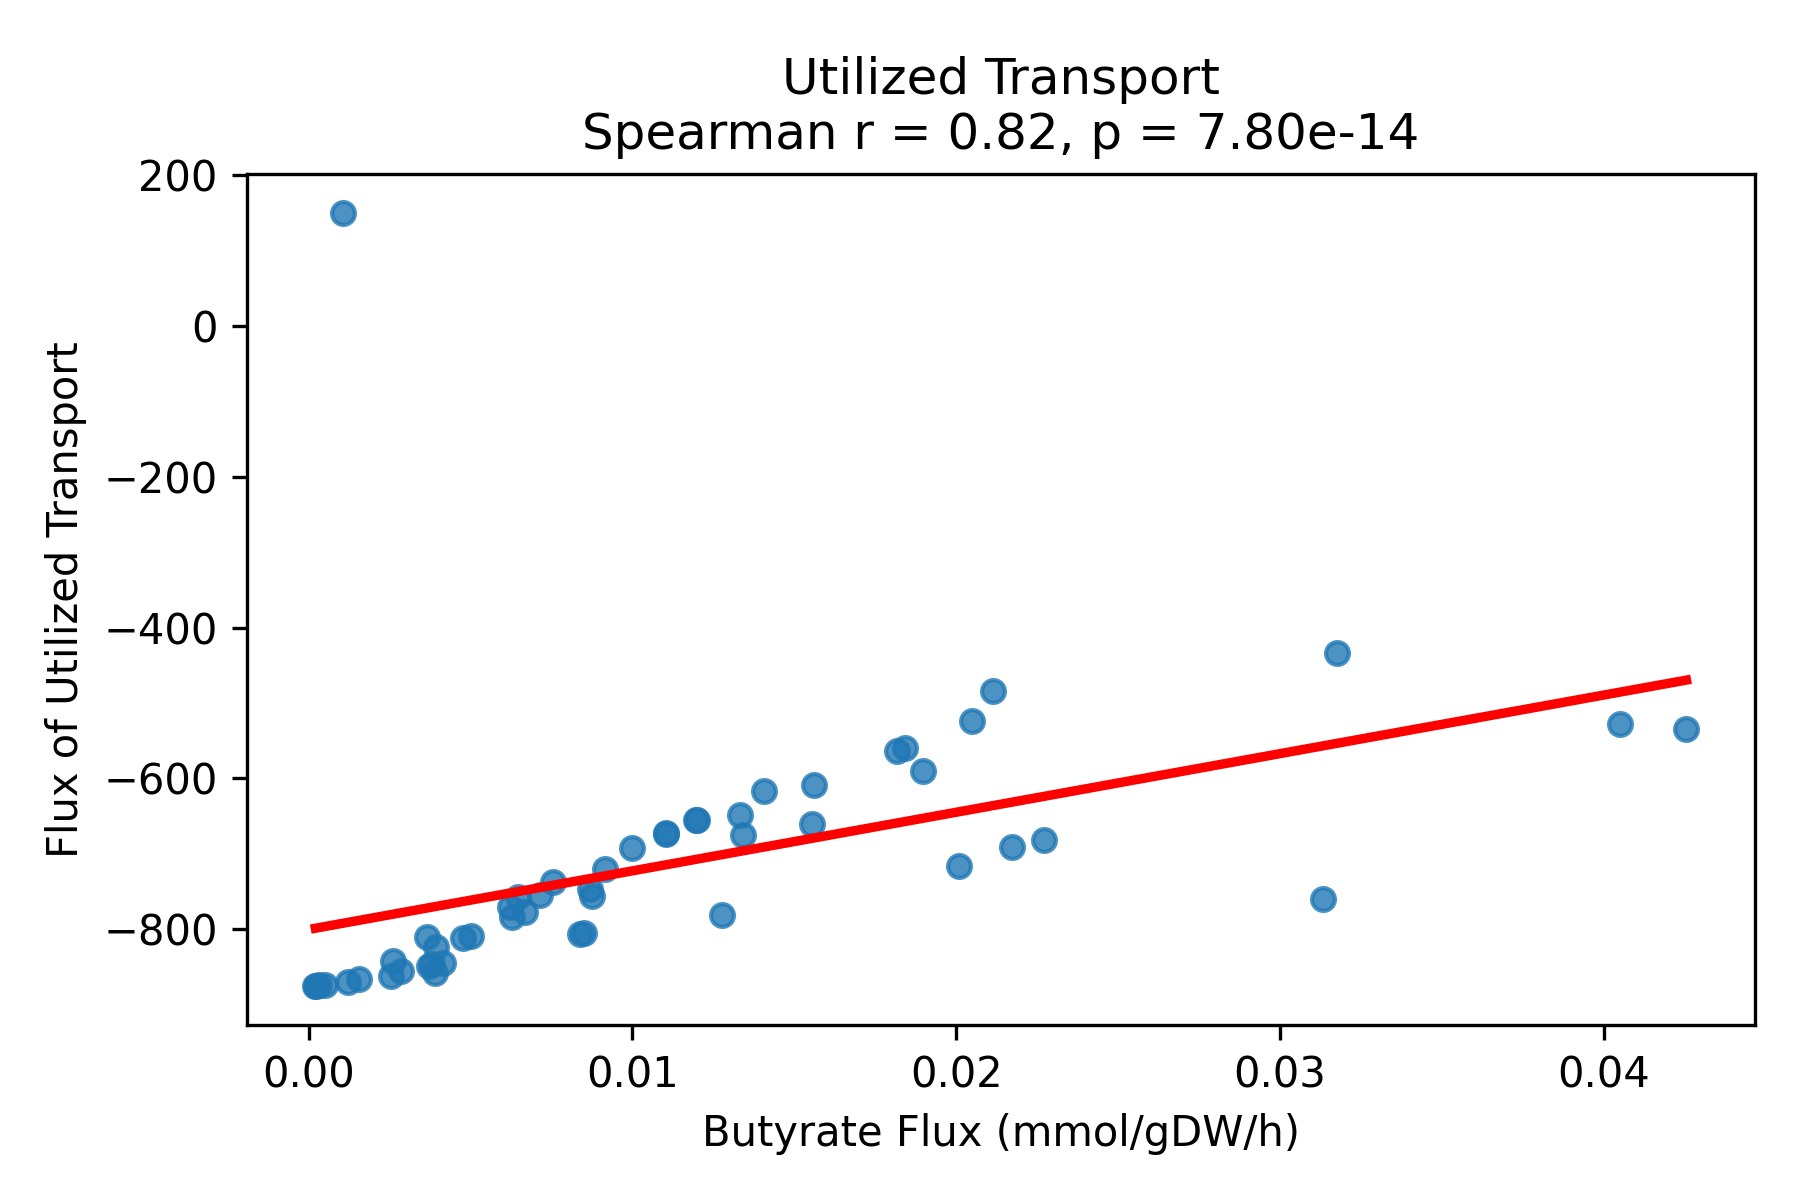 Utilized Transport
Spearman r = 0.82, p = 7.80e-14
200
0
−200
−400
−600
−800
Flux of Utilized Transport
0.00 0.01 0.02 0.03 0.04
Butyrate Flux (mmol/gDW/h)